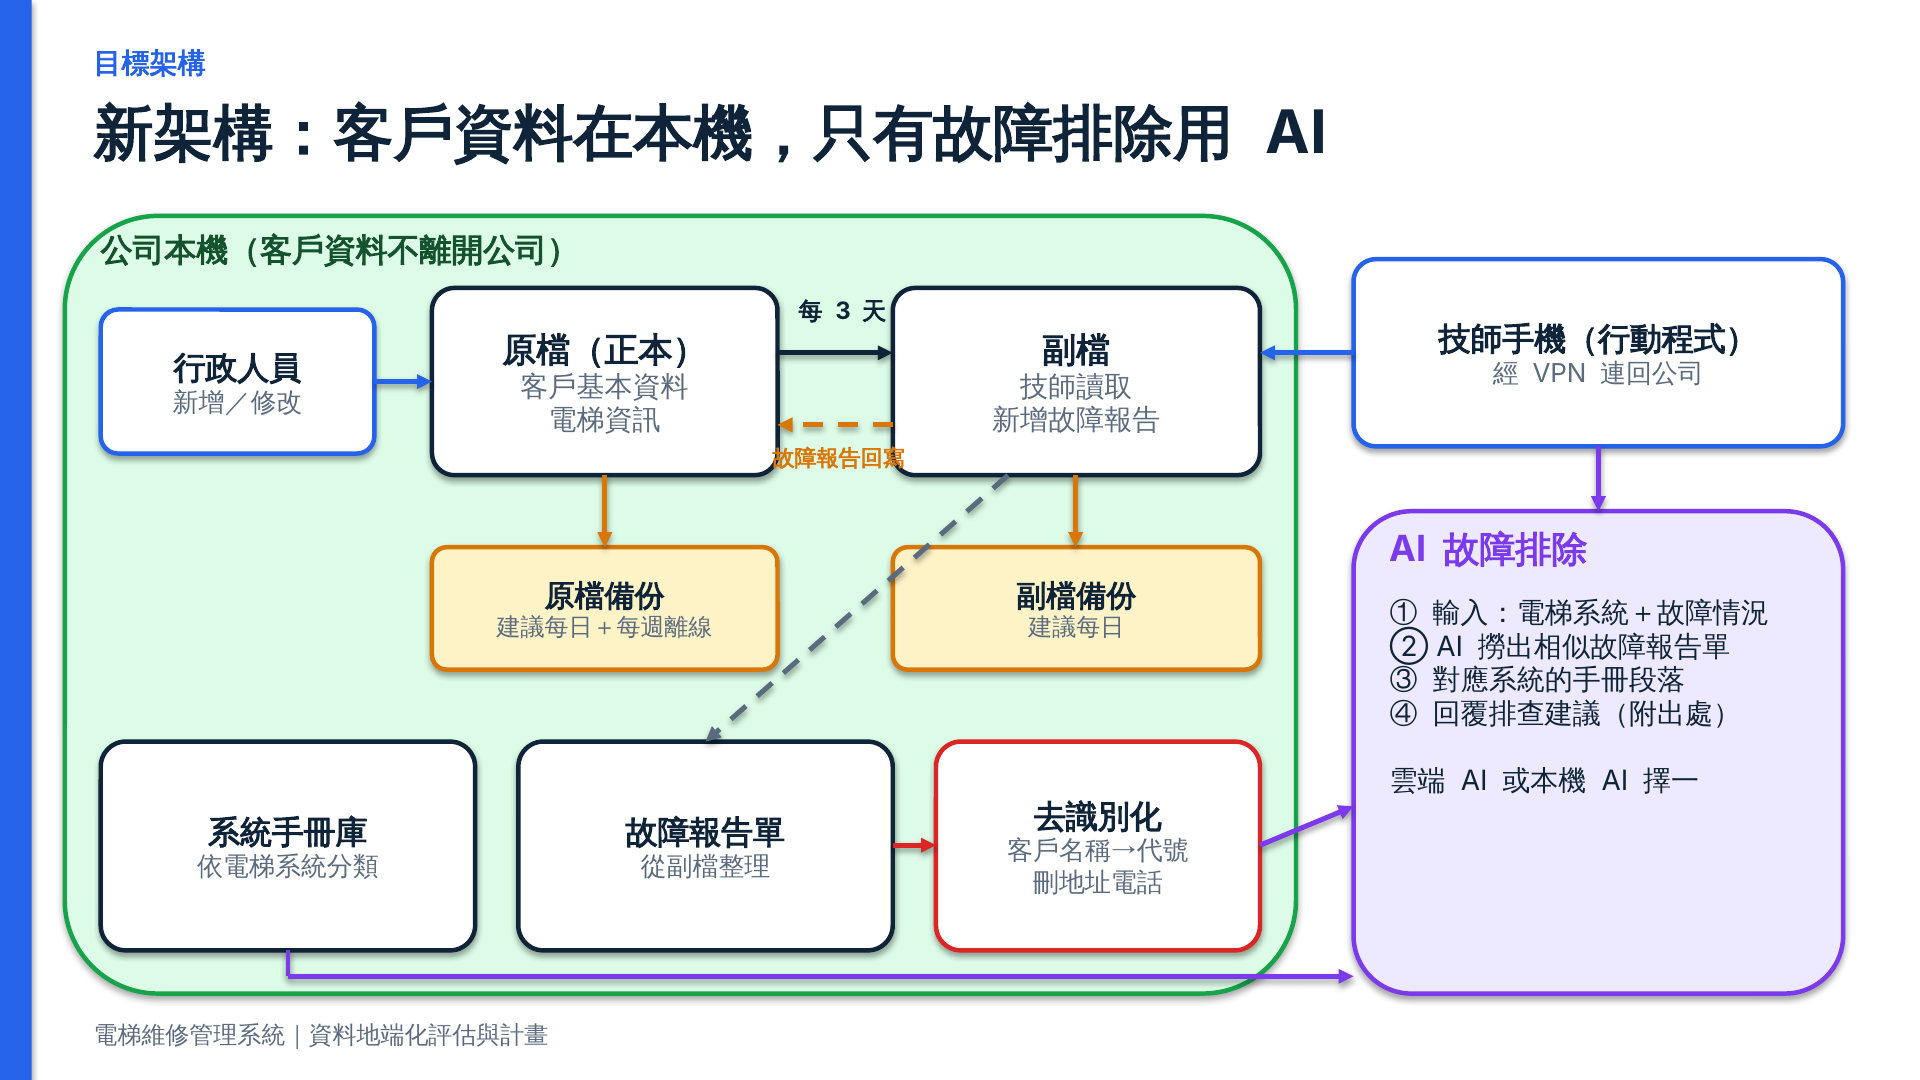 目標架構
新架構：客戶資料在本機，只有故障排除用 AI
公司本機（客戶資料不離開公司）
行政人員
新增／修改
原檔（正本）
客戶基本資料
電梯資訊
每 3 天
故障報告回寫
副檔
技師讀取
新增故障報告
技師手機（行動程式）
經 VPN 連回公司
原檔備份
建議每日＋每週離線
副檔備份
建議每日
AI 故障排除
① 輸入：電梯系統＋故障情況
② AI 撈出相似故障報告單
③ 對應系統的手冊段落
④ 回覆排查建議（附出處）
雲端 AI 或本機 AI 擇一
系統手冊庫
依電梯系統分類
故障報告單
從副檔整理
去識別化
客戶名稱→代號
刪地址電話
電梯維修管理系統｜資料地端化評估與計畫